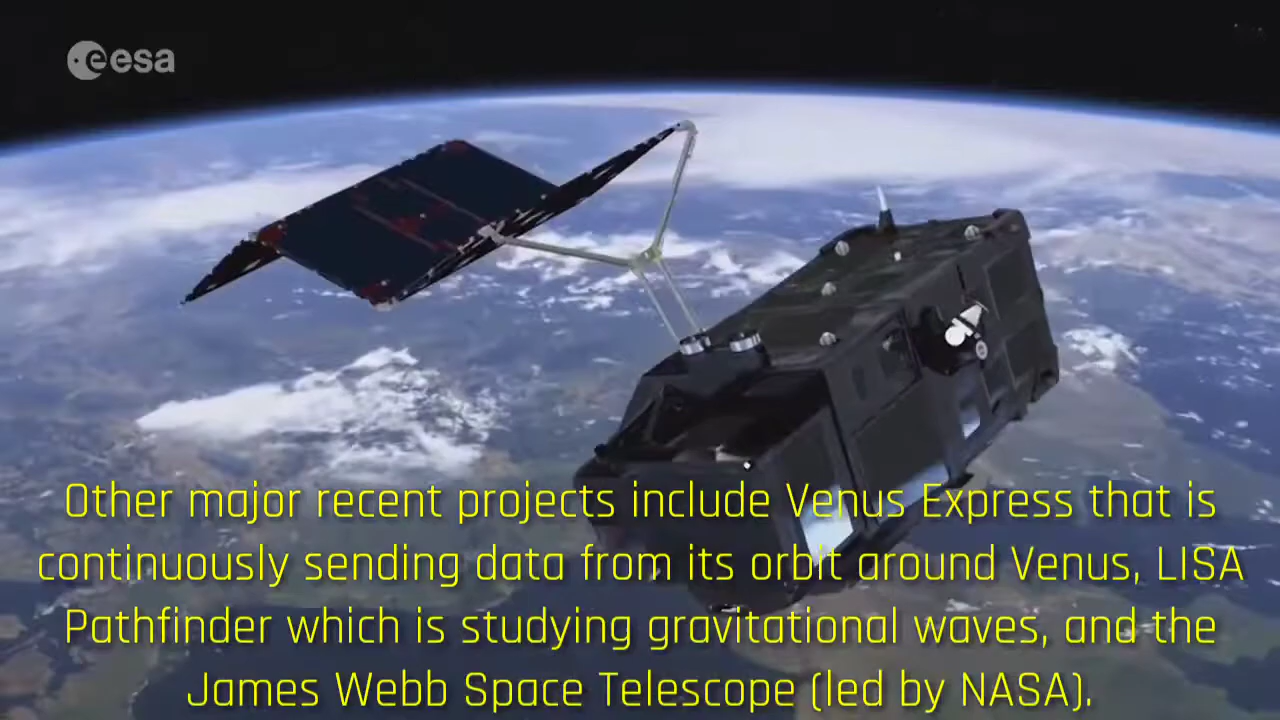 esa
Other major recent projects include Venus Express that is
continuously sending data from its orbit around Venus, LISA
Pathfinder which is studying gravitational waves, and the
James Webb Space Telescope (led by NASA).